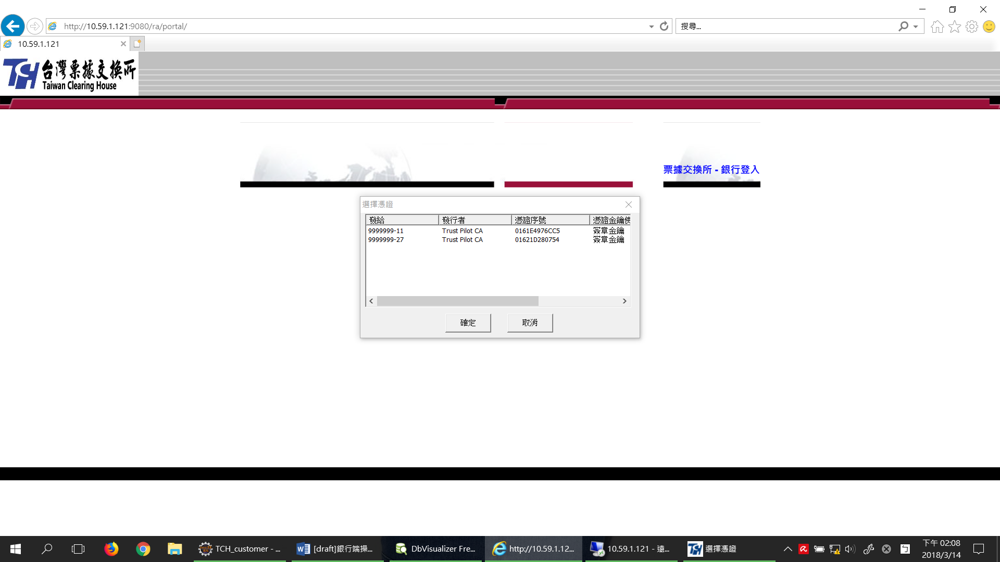 http://10.59.1.121:9080/ra/portal/
搜尋...
10.59.1.121
TCH 台灣票據交換所
Taiwan Clearing House
票據交換所 - 銀行登入
選擇憑證
發給 發行者 憑證序號 憑證金鑰使
9999999-11 Trust Pilot CA 0161E4976CC5 簽章金鑰
9999999-27 Trust Pilot CA 01621D280754 簽章金鑰
確定 取消
TCH_customer - ... [draft]銀行端操... DbVisualizer Fre... http://10.59.1.12... 10.59.1.121 - 遠... TCH 選擇憑證
下午 02:08
2018/3/14